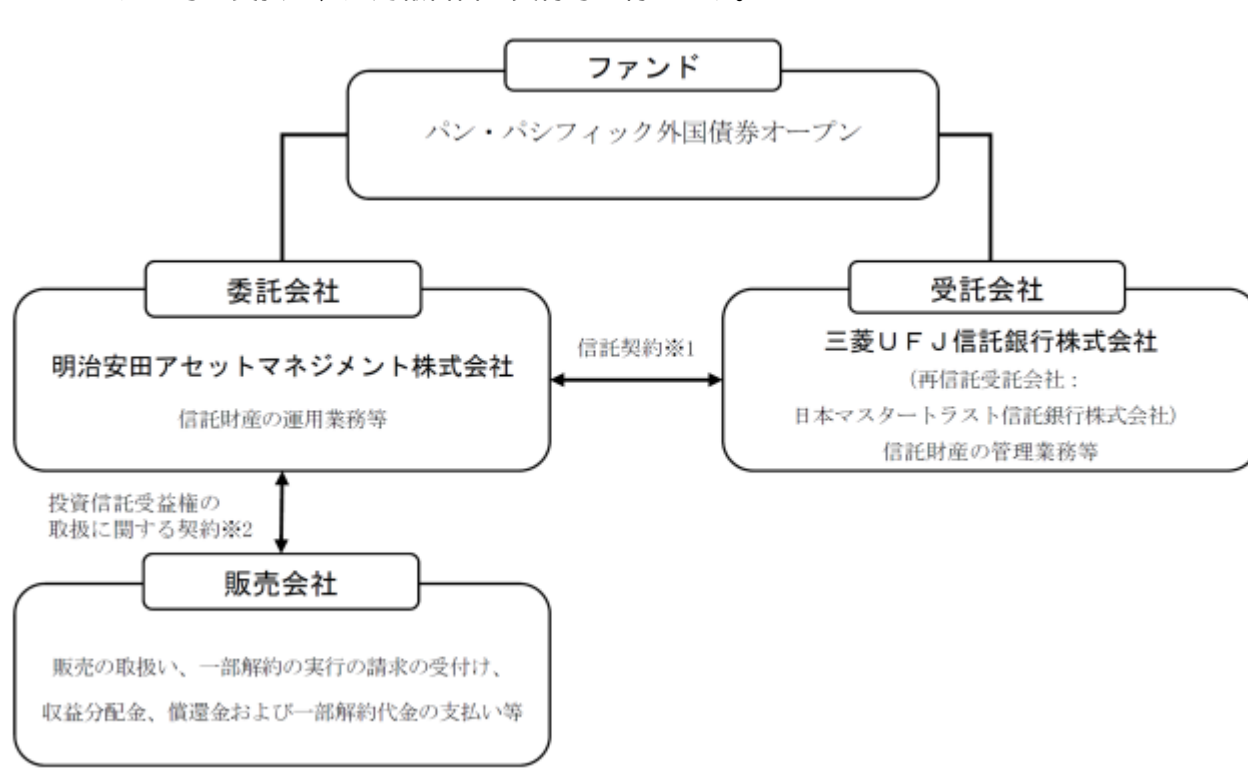 ファンド
パン・パシフィック外国債券オープン
委託会社
明治安田アセットマネジメント株式会社
信託財産の運用業務等
信託契約※1
受託会社
三菱UFJ信託銀行株式会社
(再信託受託会社:
日本マスタートラスト信託銀行株式会社)
信託財産の管理業務等
投資信託受益権の
取扱に関する契約※2
販売会社
販売の取扱い、一部解約の実行の請求の受付け、
収益分配金、償還金および一部解約代金の支払い等